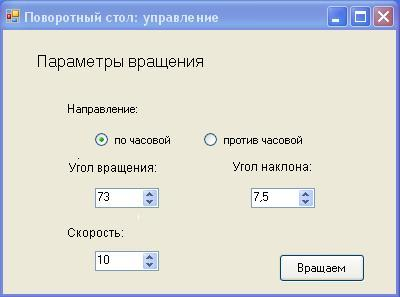 Поворотный стол: управление
Параметры вращения
Направление:
по часовой против часовой
Угол вращения: Угол наклона:
73 7,5
Скорость:
10
Вращаем